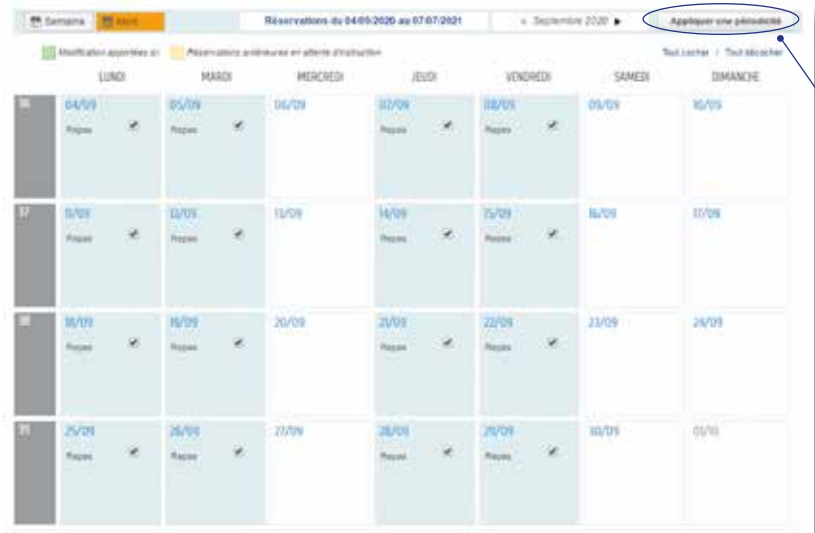 Semaine Mois Réservations du 04/09/2020 au 07/07/2021 « Septembre 2020 ▶ Appliquer une périodicité
Modification apportées ici Réservations antérieures en attente d'instruction Tout cocher / Tout décocher
LUNDI MARDI MERCREDI JEUDI VENDREDI SAMEDI DIMANCHE
36 04/09 05/09 06/09 07/09 08/09 09/09 10/09
Repas Repas Repas Repas
37 11/09 12/09 13/09 14/09 15/09 16/09 17/09
Repas Repas Repas Repas
38 18/09 19/09 20/09 21/09 22/09 23/09 24/09
Repas Repas Repas Repas
39 25/09 26/09 27/09 28/09 29/09 30/09 01/10
Repas Repas Repas Repas